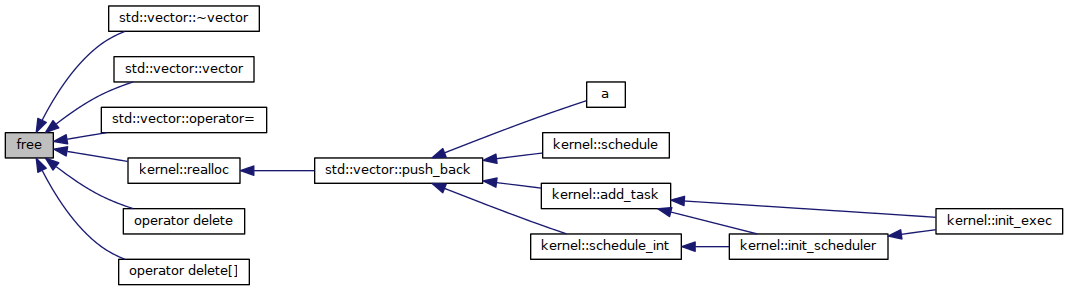 std::vector::~vector
std::vector::vector
a
std::vector::operator=
free
kernel::schedule
kernel::realloc
std::vector::push_back
kernel::add_task
operator delete
kernel::init_exec
kernel::schedule_int
kernel::init_scheduler
operator delete[]